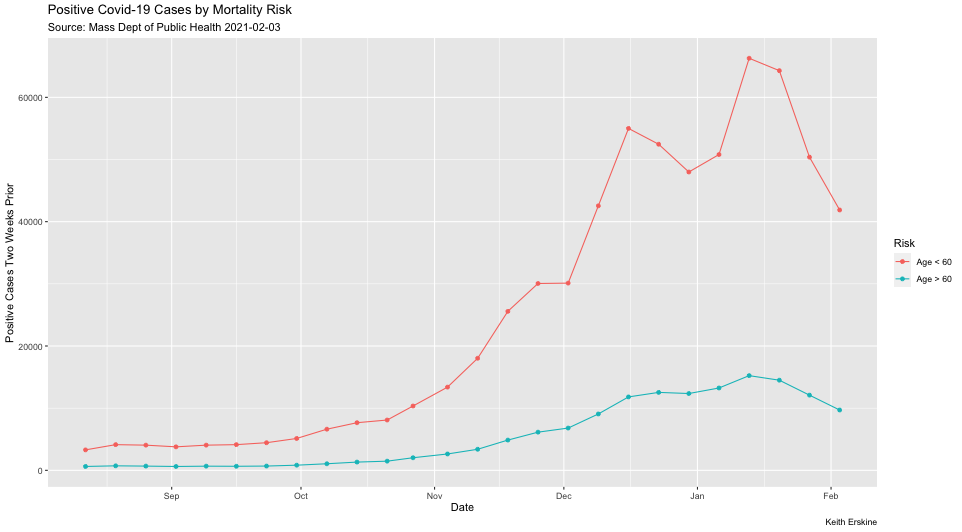 Positive Covid-19 Cases by Mortality Risk
Source: Mass Dept of Public Health 2021-02-03
Positive Cases Two Weeks Prior
60000
40000
20000
0
Sep Oct Nov Dec Jan Feb
Date
Risk
Age < 60
Age > 60
Keith Erskine